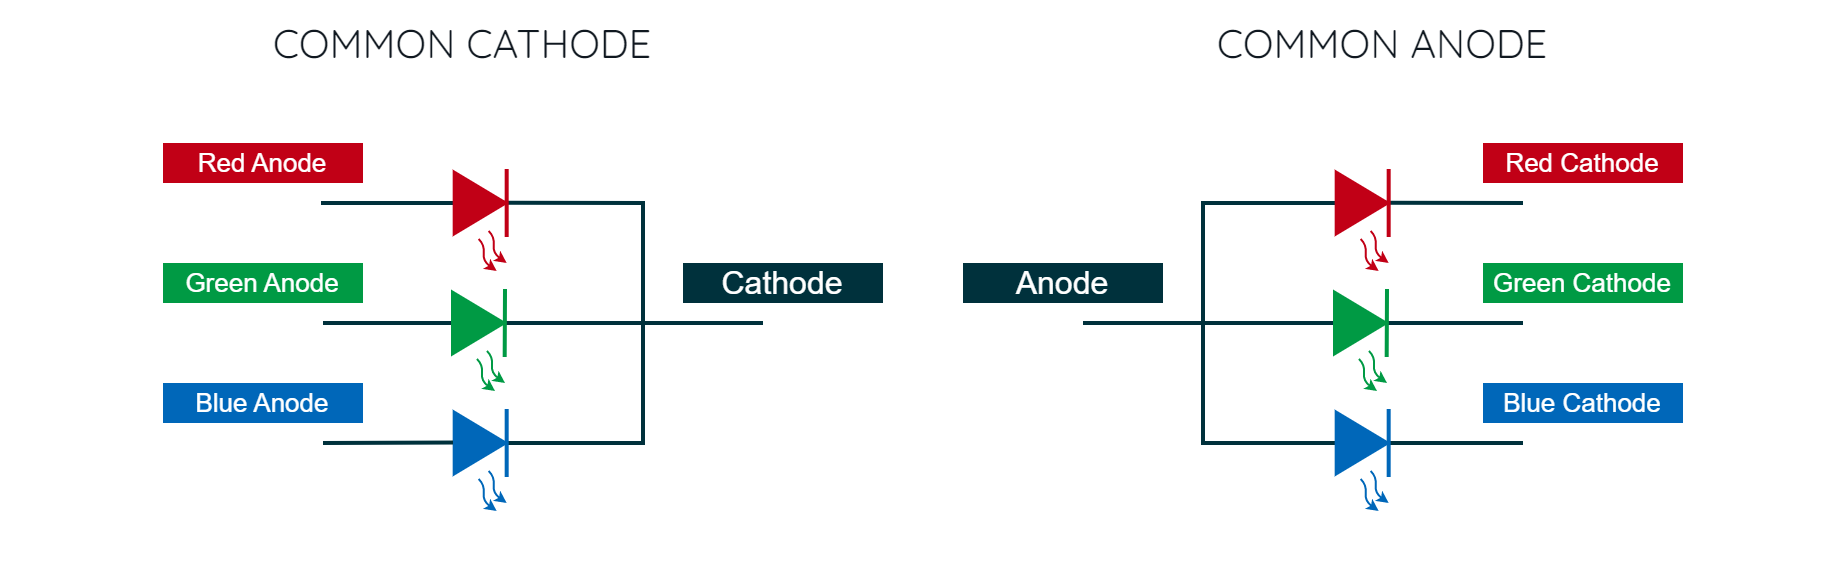 COMMON CATHODE
Red Anode
Green Anode
Blue Anode
Cathode
COMMON ANODE
Anode
Red Cathode
Green Cathode
Blue Cathode